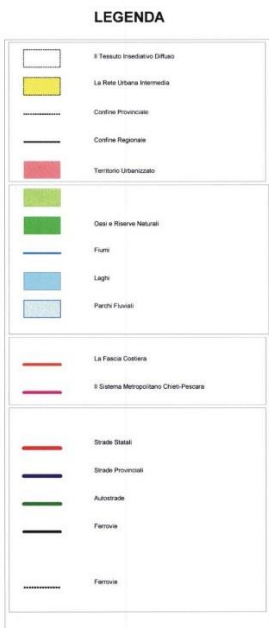 LEGENDA
Il Tessuto Insediativo Diffuso
La Rete Urbana Intermedia
Confine Provinciale
Confine Regionale
Territorio Urbanizzato
Oasi e Riserve Naturali
Fiumi
Laghi
Parchi Fluviali
La Fascia Costiera
Il Sistema Metropolitano Chieti-Pescara
Strade Statali
Strade Provinciali
Autostrade
Ferrovie
Ferrovie